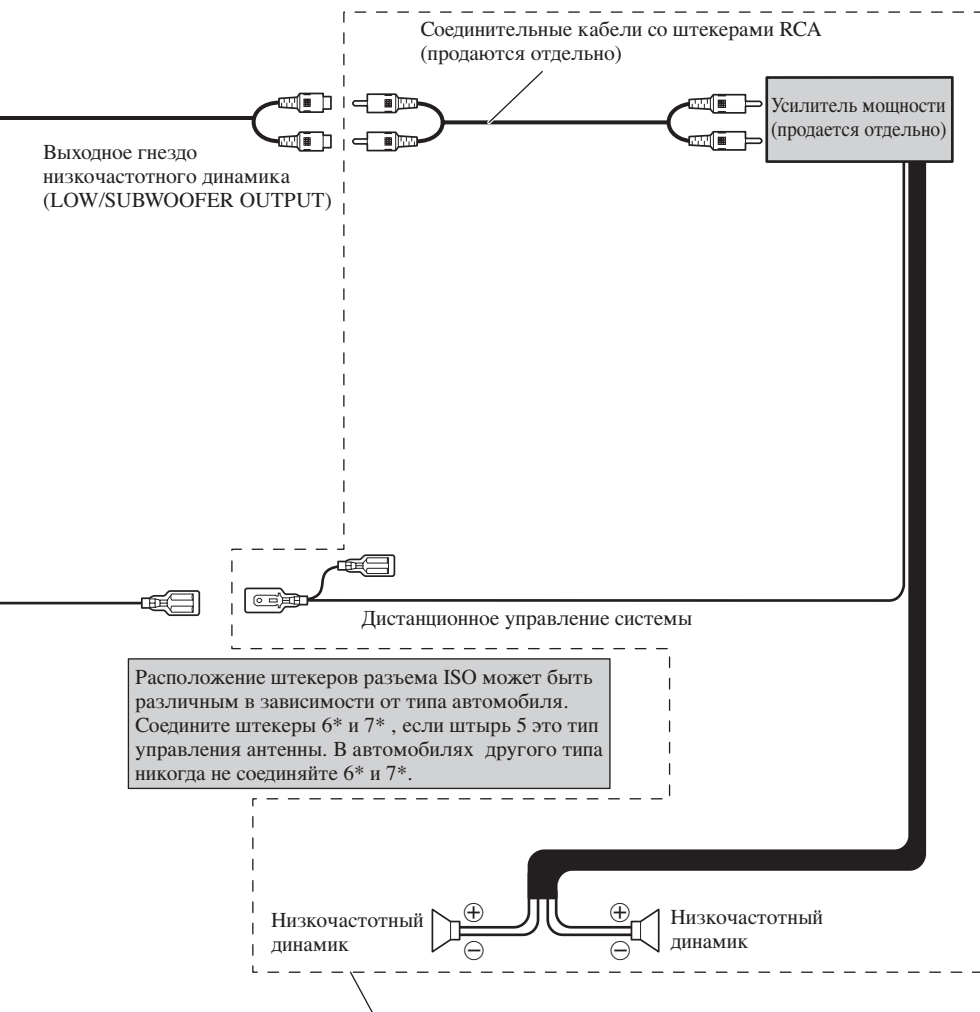 Соединительные кабели со штекерами RCA
(продаются отдельно)
Усилитель мощности
(продается отдельно)
Выходное гнездо
низкочастотного динамика
(LOW/SUBWOOFER OUTPUT)
Дистанционное управление системы
Расположение штекеров разъема ISO может быть
различным в зависимости от типа автомобиля.
Соедините штекеры 6* и 7* , если штырь 5 это тип
управления антенны. В автомобилях другого типа
никогда не соединяйте 6* и 7*.
Низкочастотный
динамик
+
−
+
−
Низкочастотный
динамик